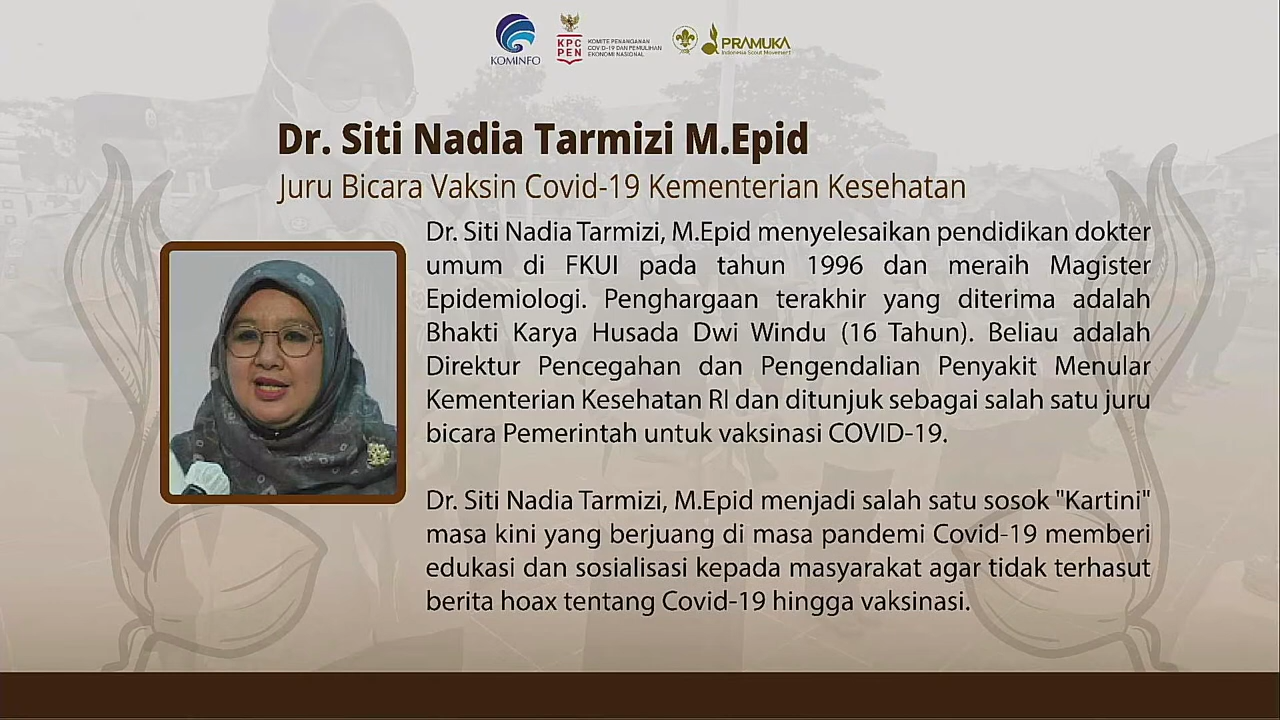 KOMINFO
KPC
PEN
KOMITE PENANGANAN
COVID-19 DAN PEMULIHAN
EKONOMI NASIONAL
PRAMUKA
Indonesia Scout Movement
Dr. Siti Nadia Tarmizi M.Epid
Juru Bicara Vaksin Covid-19 Kementerian Kesehatan
Dr. Siti Nadia Tarmizi, M.Epid menyelesaikan pendidikan dokter
umum di FKUI pada tahun 1996 dan meraih Magister
Epidemiologi. Penghargaan terakhir yang diterima adalah
Bhakti Karya Husada Dwi Windu (16 Tahun). Beliau adalah
Direktur Pencegahan dan Pengendalian Penyakit Menular
Kementerian Kesehatan RI dan ditunjuk sebagai salah satu juru
bicara Pemerintah untuk vaksinasi COVID-19.
Dr. Siti Nadia Tarmizi, M.Epid menjadi salah satu sosok "Kartini"
masa kini yang berjuang di masa pandemi Covid-19 memberi
edukasi dan sosialisasi kepada masyarakat agar tidak terhasut
berita hoax tentang Covid-19 hingga vaksinasi.